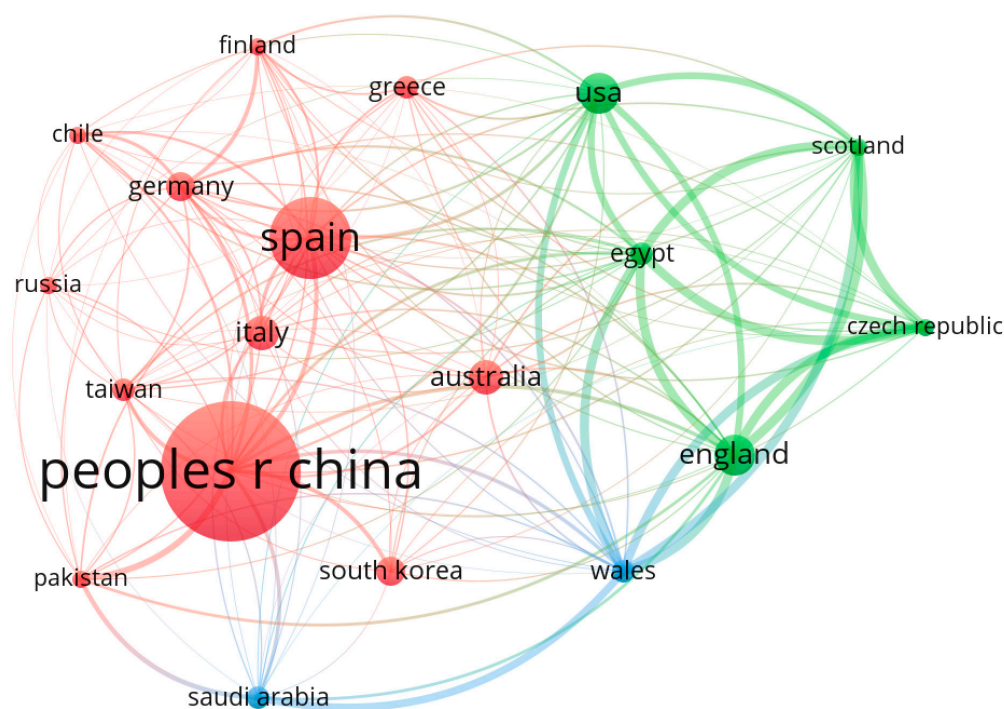 finland
greece
usa
chile
scotland
germany
spain
egypt
russia
italy
czech republic
taiwan
australia
england
peoples r china
pakistan
south korea
wales
saudi arabia